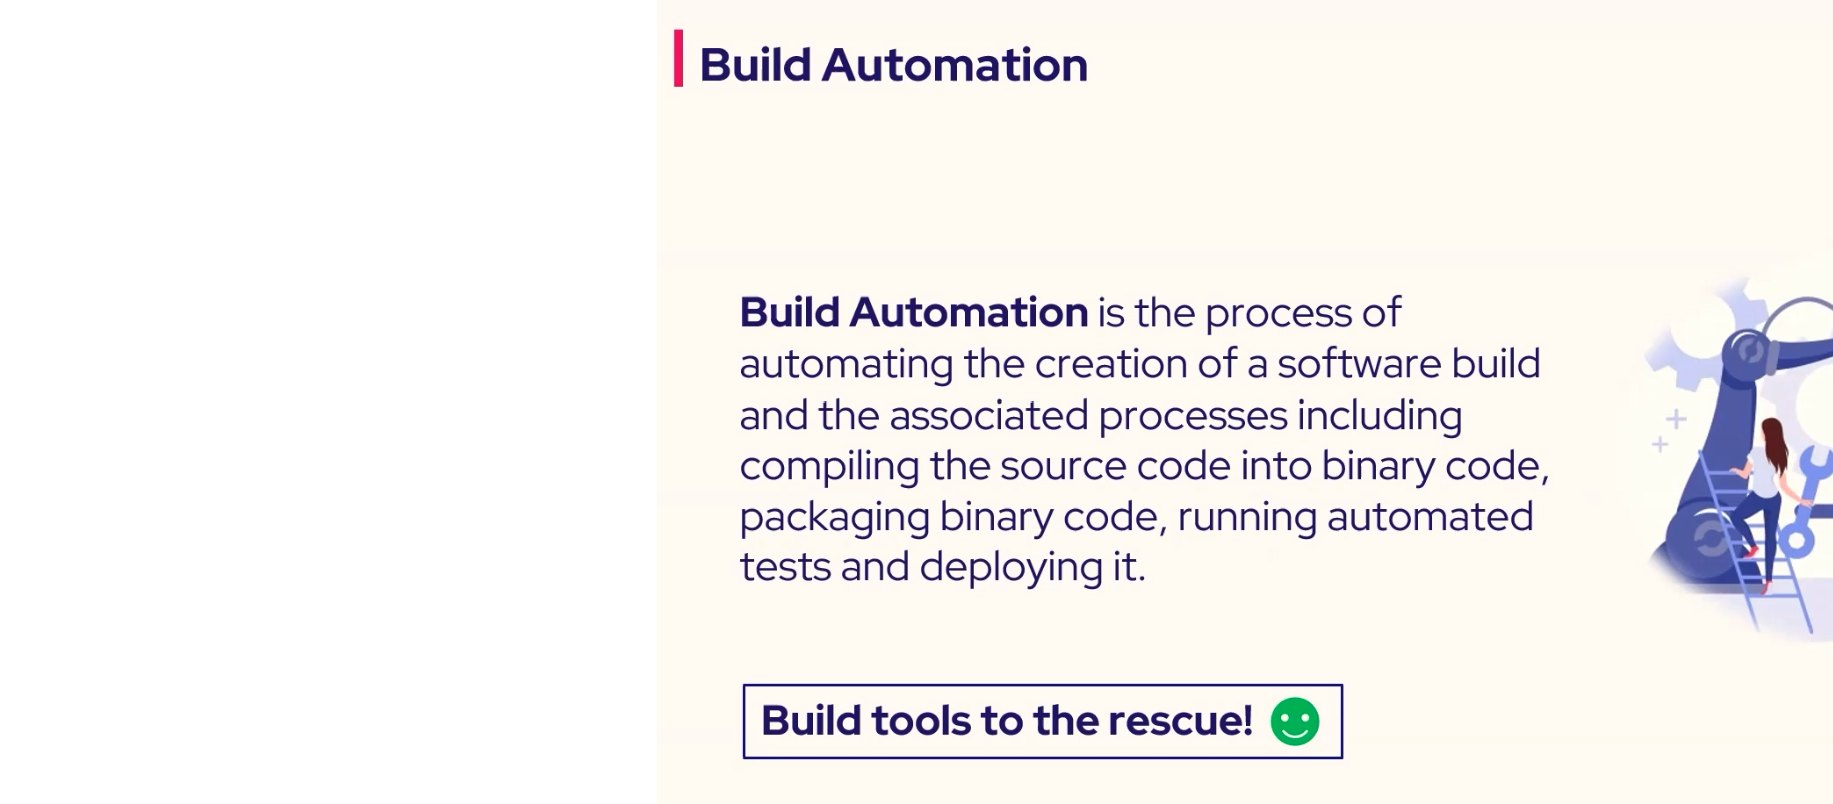 Build Automation
Build Automation is the process of
automating the creation of a software build
and the associated processes including
compiling the source code into binary code,
packaging binary code, running automated
tests and deploying it.
Build tools to the rescue!